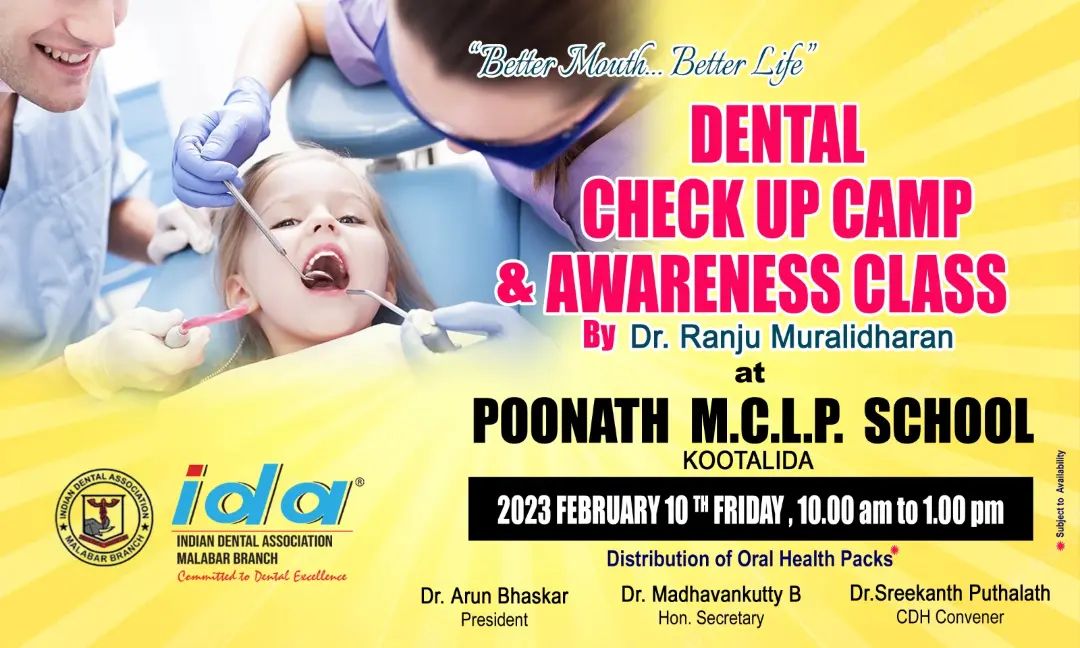 "Better Mouth... Better Life"
DENTAL
CHECK UP CAMP
& AWARENESS CLASS
By Dr. Ranju Muralidharan
at
POONATH M.C.L.P. SCHOOL
KOOTALIDA
2023 FEBRUARY 10 TH FRIDAY , 10.00 am to 1.00 pm
* Subject to Availability
Distribution of Oral Health Packs*
INDIAN DENTAL ASSOCIATION
MALABAR BRANCH
ida®
INDIAN DENTAL ASSOCIATION
MALABAR BRANCH
Committed to Dental Excellence
Dr. Arun Bhaskar
President
Dr. Madhavankutty B
Hon. Secretary
Dr.Sreekanth Puthalath
CDH Convener